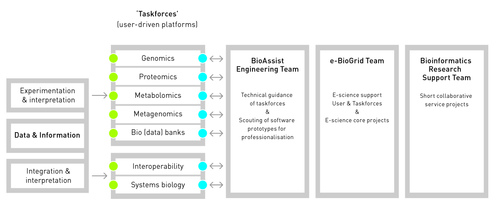 'Taskforces'
(user-driven platforms)
Experimentation
& interpretation
Data & Information
Integration &
interpretation
Genomics
Proteomics
Metabolomics
Metagenomics
Bio (data) banks
Interoperability
Systems biology
BioAssist
Engineering Team
Technical guidance
of taskforces
&
Scouting of software
prototypes for
professionalisation
e-BioGrid Team
E-science support
User & Taskforces
&
E-science core projects
Bioinformatics
Research
Support Team
Short collaborative
service projects